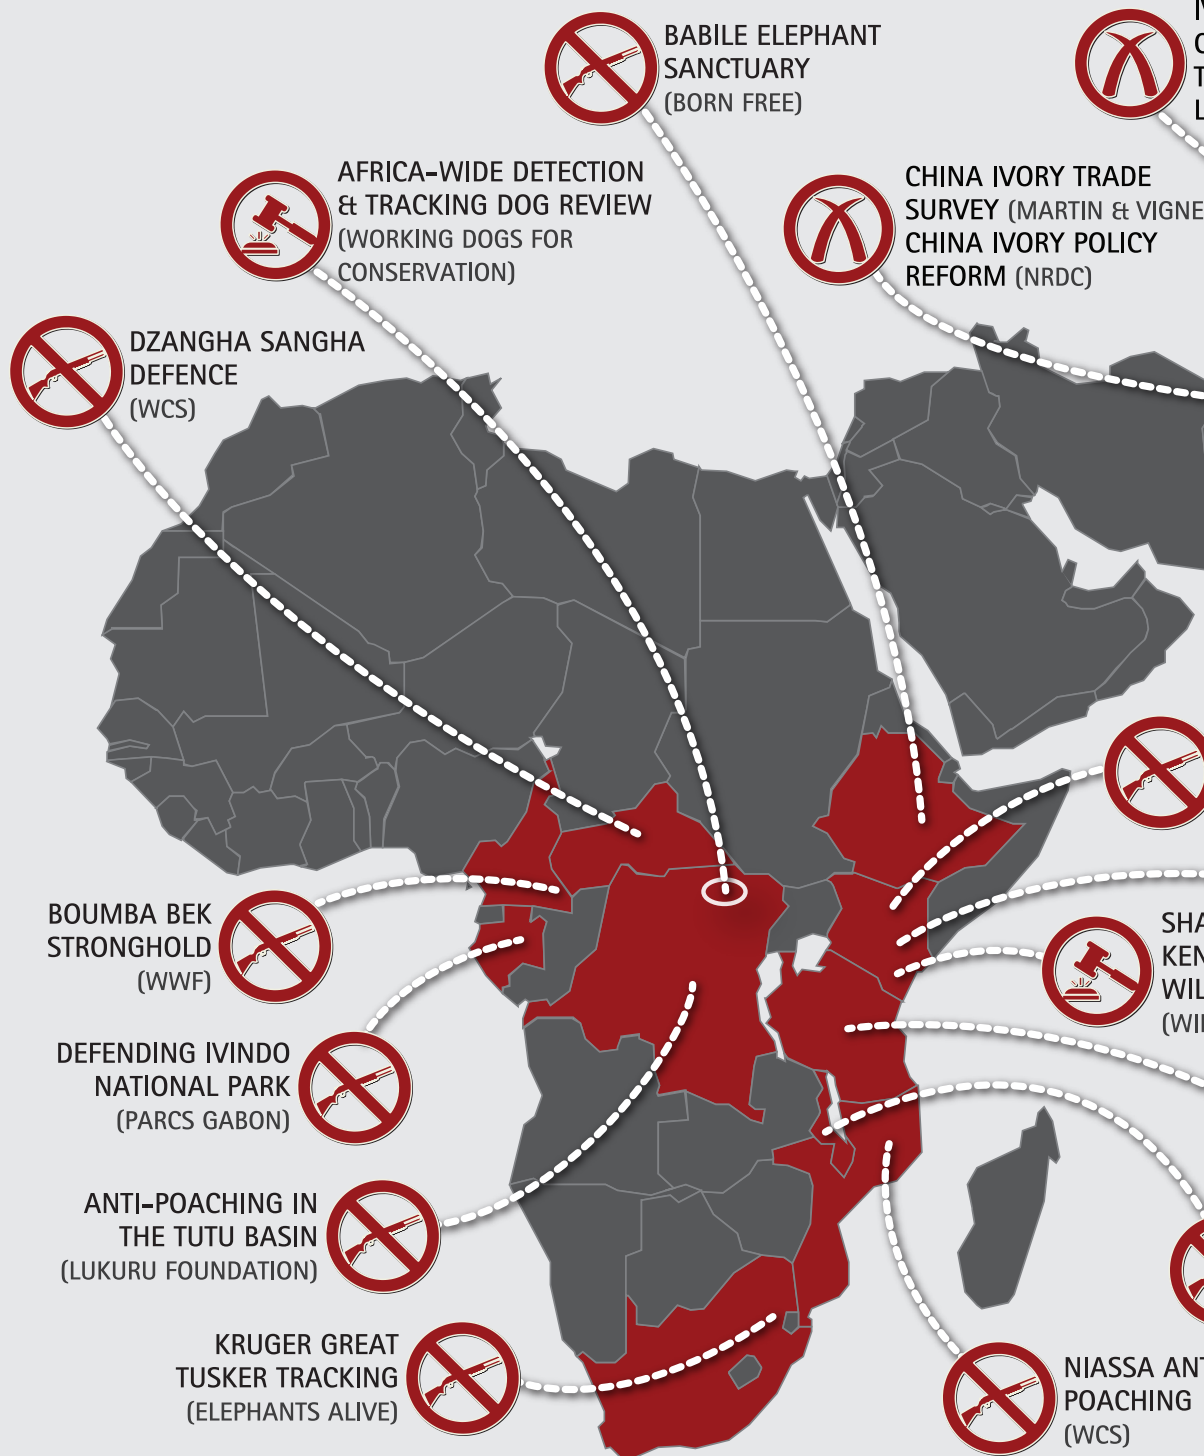 BABILE ELEPHANT
SANCTUARY
(BORN FREE)
AFRICA-WIDE DETECTION
& TRACKING DOG REVIEW
(WORKING DOGS FOR
CONSERVATION)
CHINA IVORY TRADE
SURVEY (MARTIN & VIGNE
CHINA IVORY POLICY
REFORM (NRDC)
DZANGHA SANGHA
DEFENCE
(WCS)
BOUMBA BEK
STRONGHOLD
(WWF)
SHA
KEN
WIL
DEFENDING IVINDO
NATIONAL PARK
(PARCS GABON)
ANTI-POACHING IN
THE TUTU BASIN
(LUKURU FOUNDATION)
KRUGER GREAT
TUSKER TRACKING
(ELEPHANTS ALIVE)
NIASSA ANT
POACHING
(WCS)